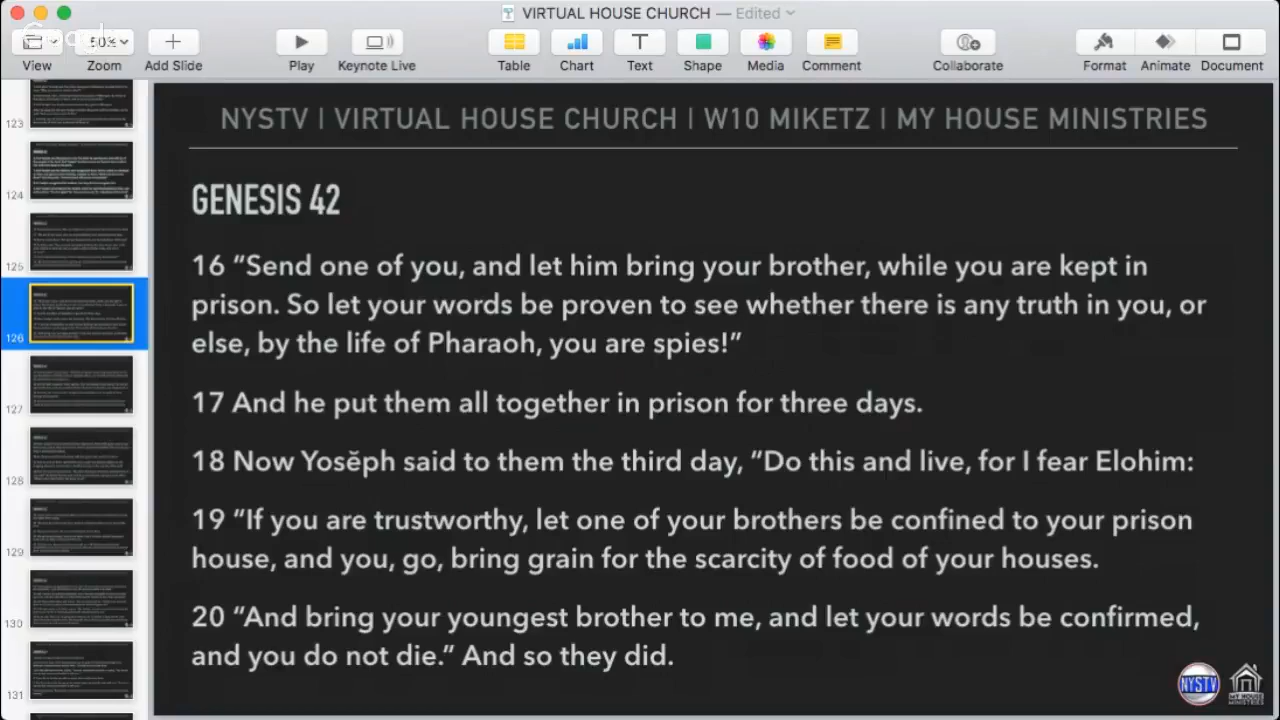 VIRTUAL HOUSE CHURCH — Edited
View Zoom Add Slide Play Keynote Live Table Chart Text Shape Media Comment Collaborate Format Animate Document
NYSTV VIRTUAL HOUSE CHURCH HOUSE MINISTRIES
GENESIS 42
16 “Send one of you, and let him bring your brother, while you are kept in
prison. So let your words be proven to see whether there is any truth in you, or
else, by the life of Pharaoh, you are spies!”
17 And he put them all together in prison for three days.
18 Now Yoseph said to them the third day, “Do this and live, for I fear Elohim:
19 “If you are trustworthy, let one of your brothers be confined to your prison
house, and you, go, bring grain for the scarcity of food of your houses.
20 “And bring your youngest brother to me, and let your words be confirmed,
and you do not die.” And so they did.
123
124
125
126
127
128
129
130
131
NYSTV
MY HOUSE
MINISTRIES